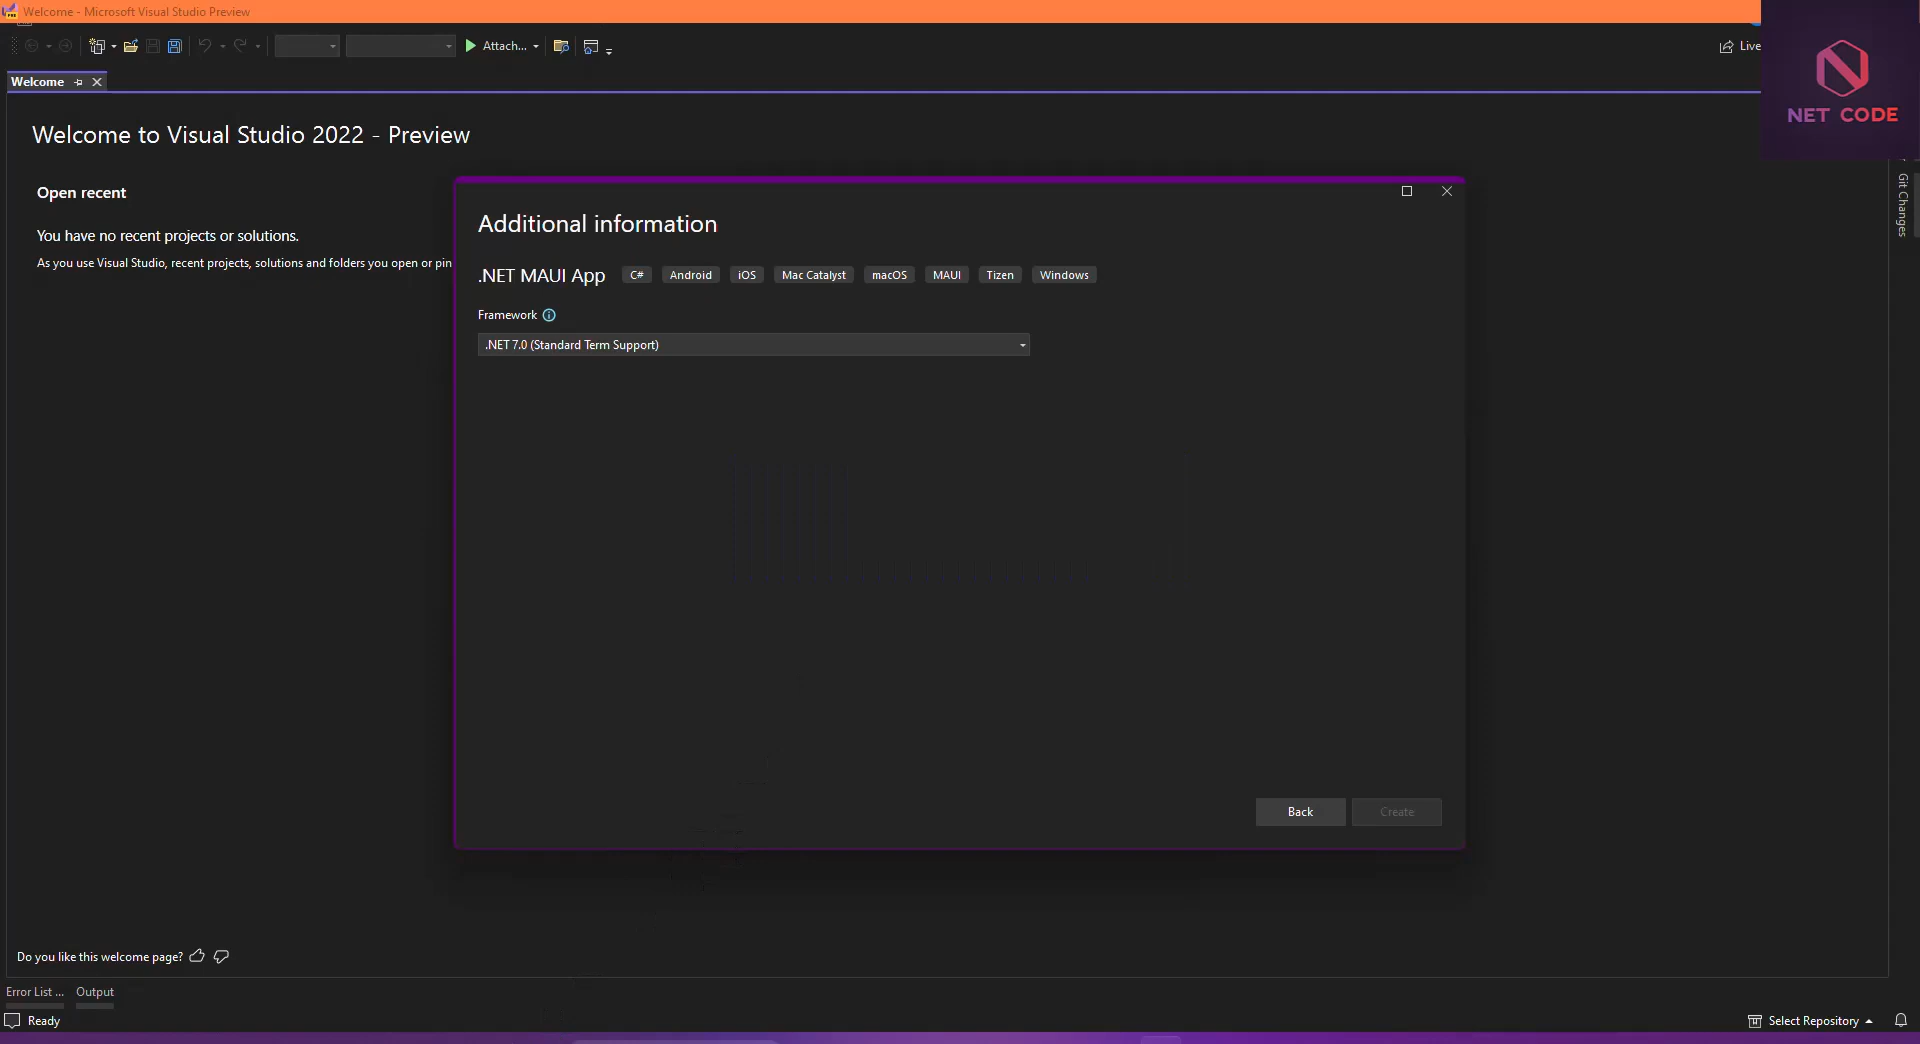 Welcome - Microsoft Visual Studio Preview
Attach...
Live
NET CODE
Welcome
Welcome to Visual Studio 2022 - Preview
Open recent
You have no recent projects or solutions.
As you use Visual Studio, recent projects, solutions and folders you open or pin
Git Changes
Additional information
.NET MAUI App C# Android iOS Mac Catalyst macOS MAUI Tizen Windows
Framework
.NET 7.0 (Standard Term Support)
Back Create
Do you like this welcome page?
Error List ... Output
Ready
Select Repository